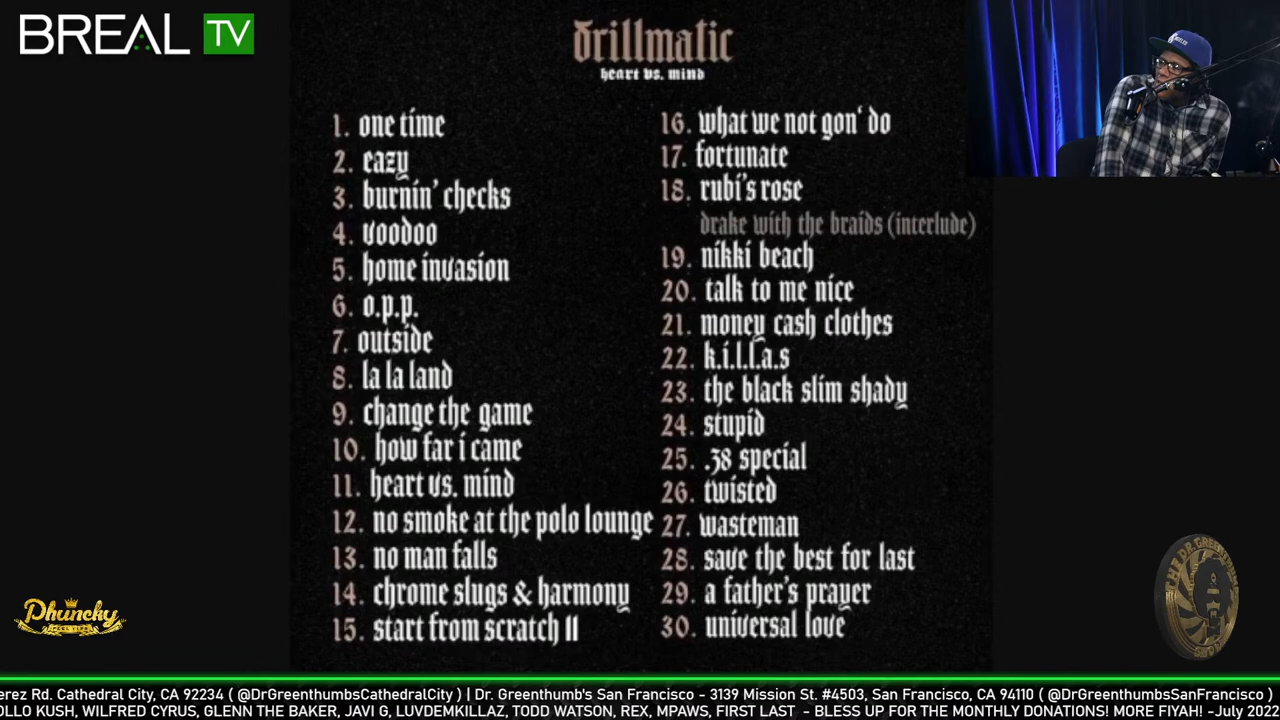 BREAL TV
drillmatic
heart vs. mind
1. one time
2. eazy
3. burnin' checks
4. voodoo
5. home invasion
6. o.p.p.
7. outside
8. la la land
9. change the game
10. how far i came
11. heart vs. mind
12. no smoke at the polo lounge
13. no man falls
14. chrome slugs & harmony
15. start from scratch II
16. what we not gon' do
17. fortunate
18. rubi's rose
drake with the braids (interlude)
19. nikki beach
20. talk to me nice
21. money cash clothes
22. k.i.l.l.a.s
23. the black slim shady
24. stupid
25. .38 special
26. twisted
27. wasteman
28. save the best for last
29. a father's prayer
30. universal love
Phuncky
FEEL TIPS
THE DR. GREENTHUMB
SHOW
erez Rd. Cathedral City, CA 92234 ( @DrGreenthumbsCathedralCity ) | Dr. Greenthumb's San Francisco - 3139 Mission St. #4503, San Francisco, CA 94110 ( @DrGreenthumbsSanFrancisco )
OLLO KUSH, WILFRED CYRUS, GLENN THE BAKER, JAVI G, LUVDEMKILLAZ, TODD WATSON, REX, MPAWS, FIRST LAST - BLESS UP FOR THE MONTHLY DONATIONS! MORE FIYAH! -July 2022